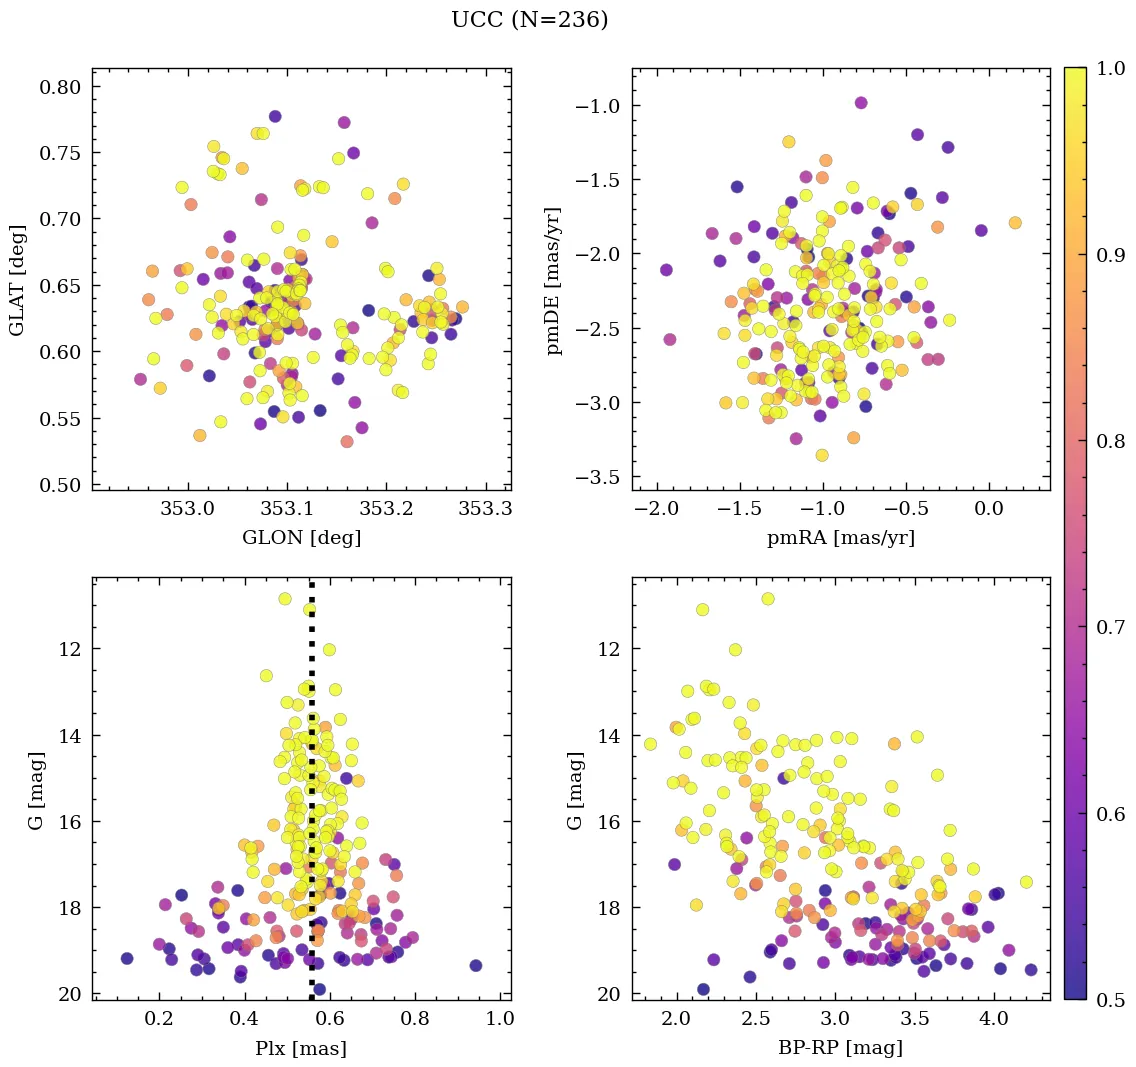 UCC (N=236)
0.80
0.75
0.70
0.65
0.60
0.55
0.50
GLAT [deg]
353.0 353.1 353.2 353.3
GLON [deg]
−1.0
−1.5
−2.0
−2.5
−3.0
−3.5
pmDE [mas/yr]
−2.0 −1.5 −1.0 −0.5 0.0
pmRA [mas/yr]
12
14
16
18
20
G [mag]
0.2 0.4 0.6 0.8 1.0
Plx [mas]
12
14
16
18
20
G [mag]
2.0 2.5 3.0 3.5 4.0
BP-RP [mag]
1.0
0.9
0.8
0.7
0.6
0.5